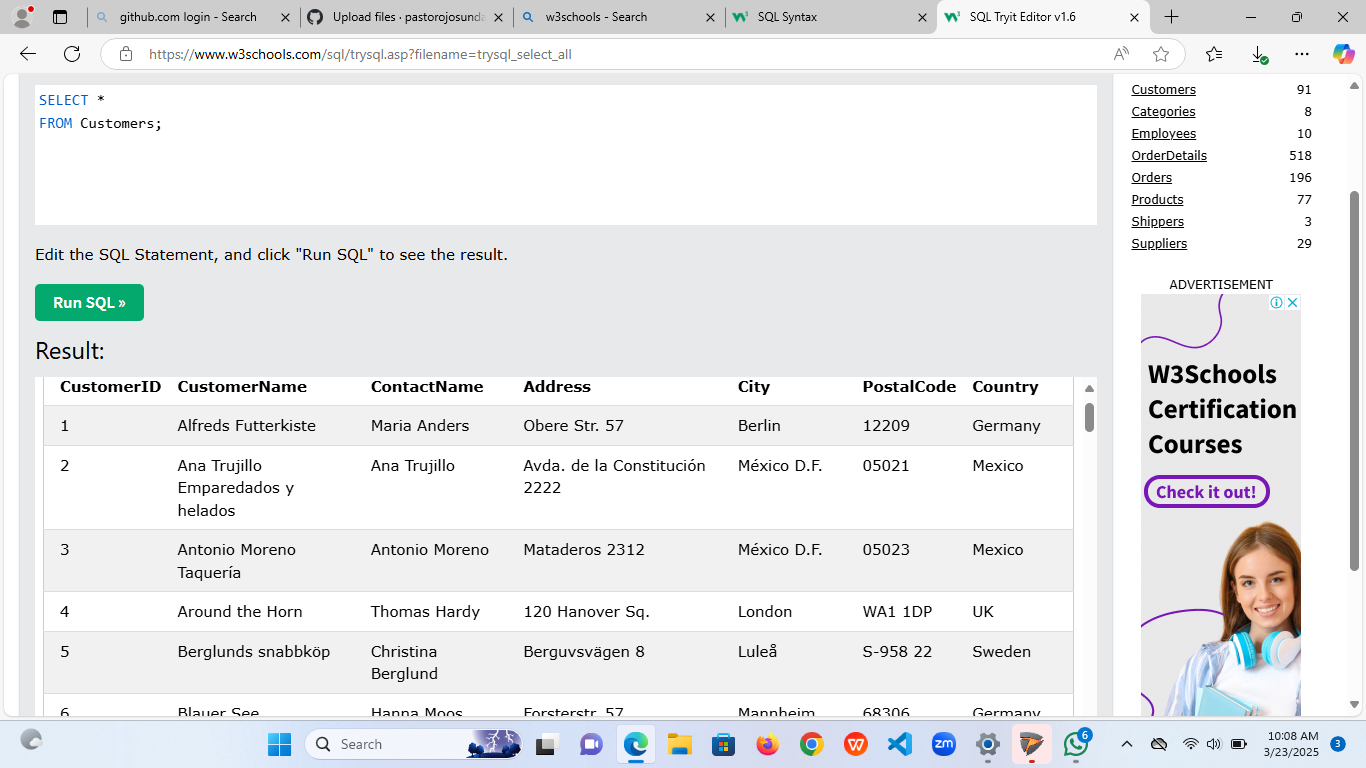 github.com login - Search
Upload files · pastorojosunda
w3schools - Search
SQL Syntax
SQL Tryit Editor v1.6
https://www.w3schools.com/sql/trysql.asp?filename=trysql_select_all
SELECT *
FROM Customers;
Edit the SQL Statement, and click "Run SQL" to see the result.
Run SQL »
Result:
CustomerID CustomerName ContactName Address City PostalCode Country
1 Alfreds Futterkiste Maria Anders Obere Str. 57 Berlin 12209 Germany
2 Ana Trujillo Ana Trujillo Avda. de la Constitución México D.F. 05021 Mexico
Emparedados y 2222
helados
3 Antonio Moreno Antonio Moreno Mataderos 2312 México D.F. 05023 Mexico
Taquería
4 Around the Horn Thomas Hardy 120 Hanover Sq. London WA1 1DP UK
5 Berglunds snabbköp Christina Berguvsvägen 8 Luleå S-958 22 Sweden
Berglund
6 Blauer See Hanna Moos Forsterstr. 57 Mannheim 68306 Germany
Customers 91
Categories 8
Employees 10
OrderDetails 518
Orders 196
Products 77
Shippers 3
Suppliers 29
ADVERTISEMENT
W3Schools
Certification
Courses
Check it out!
Search
zm
6
10:08 AM
3/23/2025
3